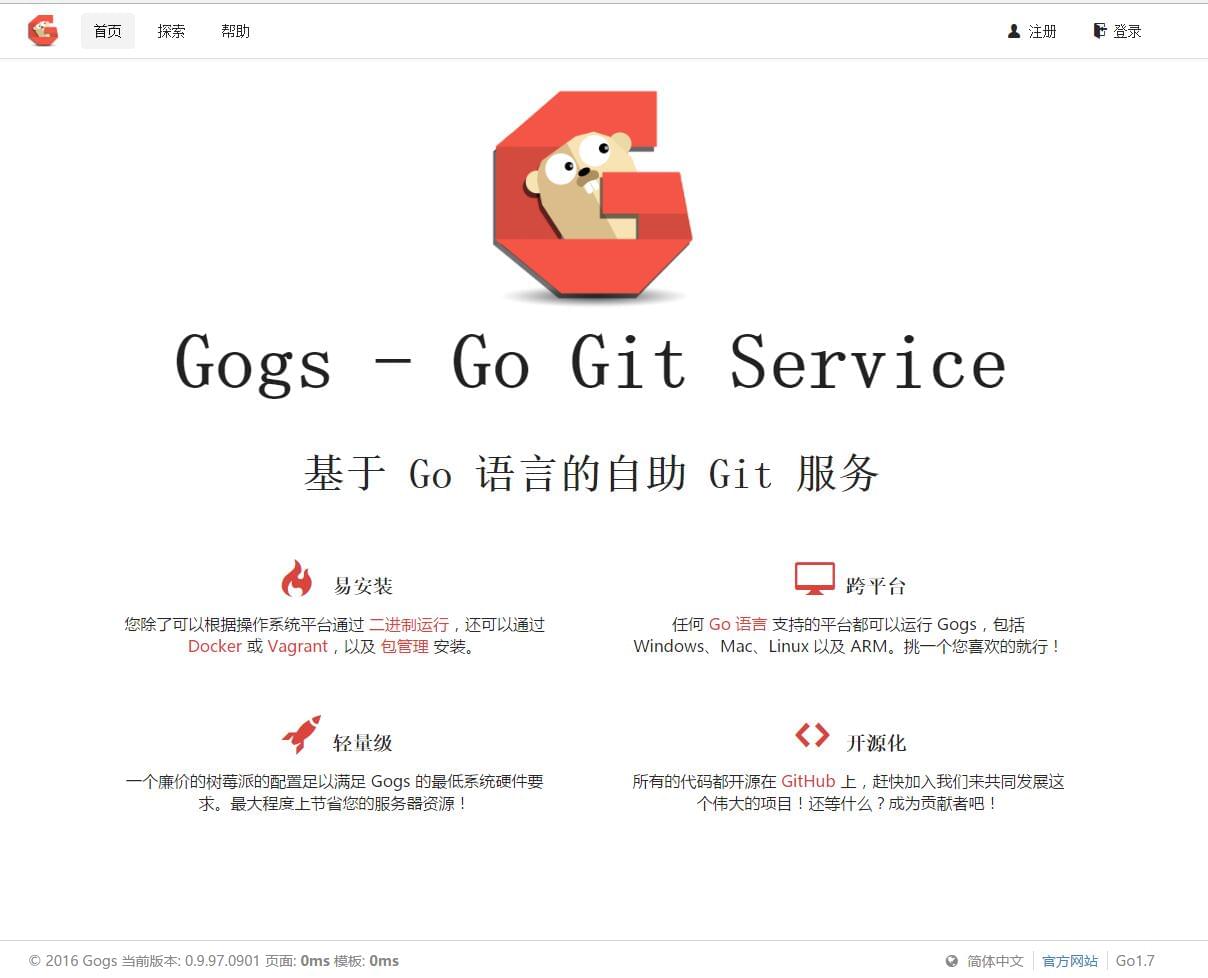 首页 探索 帮助 注册 登录
Gogs - Go Git Service
基于 Go 语言的自助 Git 服务
易安装
您除了可以根据操作系统平台通过 二进制运行，还可以通过
Docker 或 Vagrant，以及 包管理 安装。
跨平台
任何 Go 语言 支持的平台都可以运行 Gogs，包括
Windows、Mac、Linux 以及 ARM。挑一个您喜欢的就行！
轻量级
一个廉价的树莓派的配置足以满足 Gogs 的最低系统硬件要
求。最大程度上节省您的服务器资源！
开源化
所有的代码都开源在 GitHub 上，赶快加入我们来共同发展这
个伟大的项目！还等什么？成为贡献者吧！
© 2016 Gogs 当前版本: 0.9.97.0901 页面: 0ms 模板: 0ms 简体中文 官方网站 Go1.7